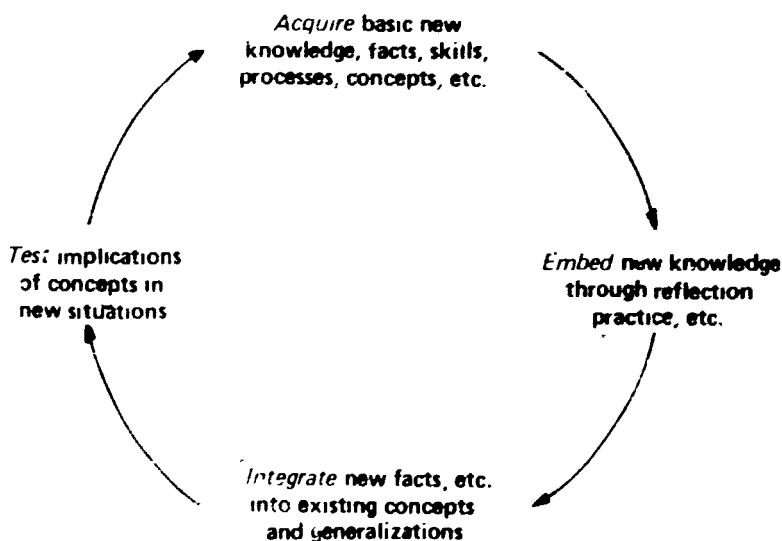 Acquire basic new
knowledge, facts, skills,
processes, concepts, etc.
Embed new knowledge
through reflection
practice, etc.
Integrate new facts, etc.
into existing concepts
and generalizations
Test implications
of concepts in
new situations